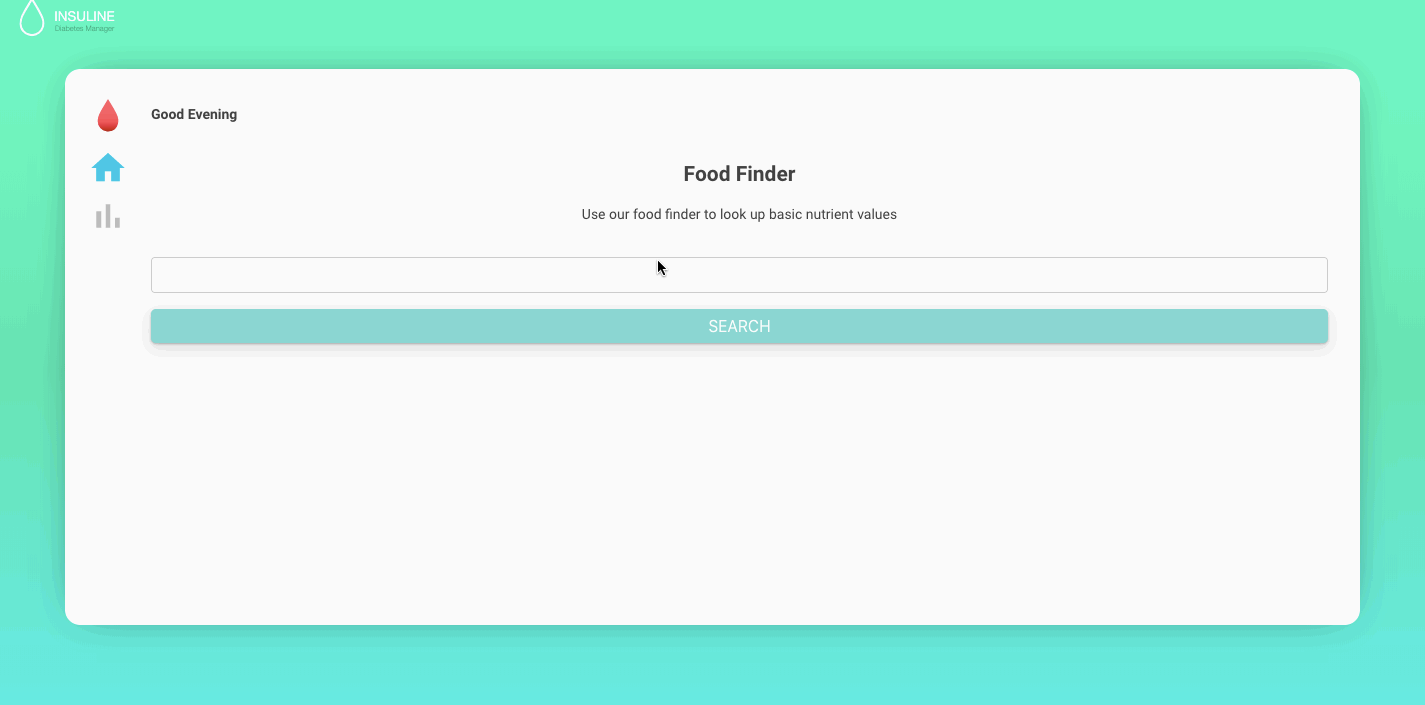 INSULINE
Diabetes Manager
Good Evening
Food Finder
Use our food finder to look up basic nutrient values
SEARCH